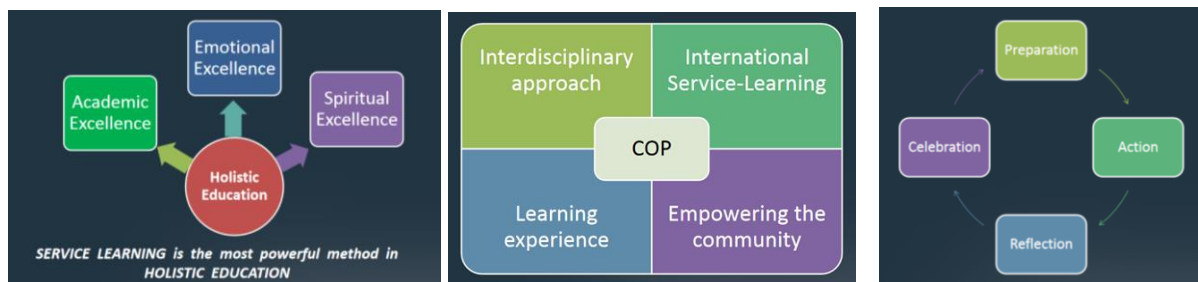 Emotional
Excellence
Academic
Excellence
Spiritual
Excellence
Holistic
Education
SERVICE LEARNING is the most powerful method in
HOLISTIC EDUCATION
Interdisciplinary
approach
International
Service-Learning
COP
Learning
experience
Empowering the
community
Preparation
Action
Reflection
Celebration